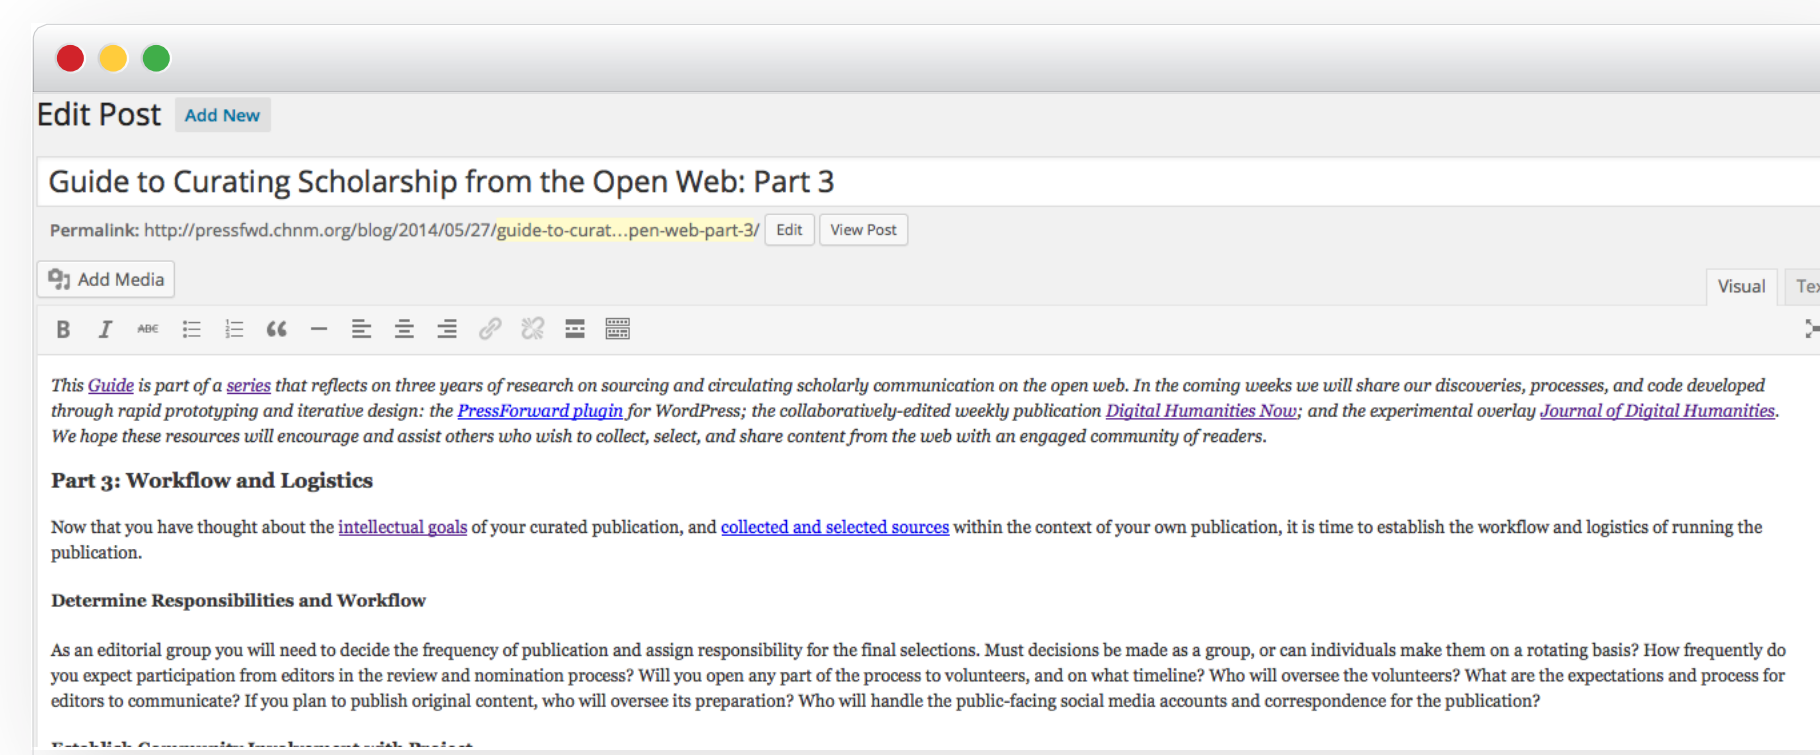 Edit Post Add New
Guide to Curating Scholarship from the Open Web: Part 3
Permalink: http://pressfwd.chnm.org/blog/2014/05/27/guide-to-curat…pen-web-part-3/ Edit View Post
Add Media
Visual
B I ABC
This Guide is part of a series that reflects on three years of research on sourcing and circulating scholarly communication on the open web. In the coming weeks we will share our discoveries, processes, and code developed
through rapid prototyping and iterative design: the PressForward plugin for WordPress; the collaboratively-edited weekly publication Digital Humanities Now; and the experimental overlay Journal of Digital Humanities.
We hope these resources will encourage and assist others who wish to collect, select, and share content from the web with an engaged community of readers.
Part 3: Workflow and Logistics
Now that you have thought about the intellectual goals of your curated publication, and collected and selected sources within the context of your own publication, it is time to establish the workflow and logistics of running the
publication.
Determine Responsibilities and Workflow
As an editorial group you will need to decide the frequency of publication and assign responsibility for the final selections. Must decisions be made as a group, or can individuals make them on a rotating basis? How frequently do
you expect participation from editors in the review and nomination process? Will you open any part of the process to volunteers, and on what timeline? Who will oversee the volunteers? What are the expectations and process for
editors to communicate? If you plan to publish original content, who will oversee its preparation? Who will handle the public-facing social media accounts and correspondence for the publication?
Establish Community Involvement with Project